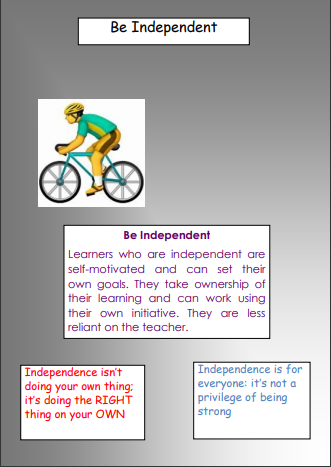 Be Independent
Be Independent
Learners who are independent are
self-motivated and can set their
own goals. They take ownership of
their learning and can work using
their own initiative. They are less
reliant on the teacher.
Independence isn't
doing your own thing;
it's doing the RIGHT
thing on your OWN
Independence is for
everyone: it's not a
privilege of being
strong